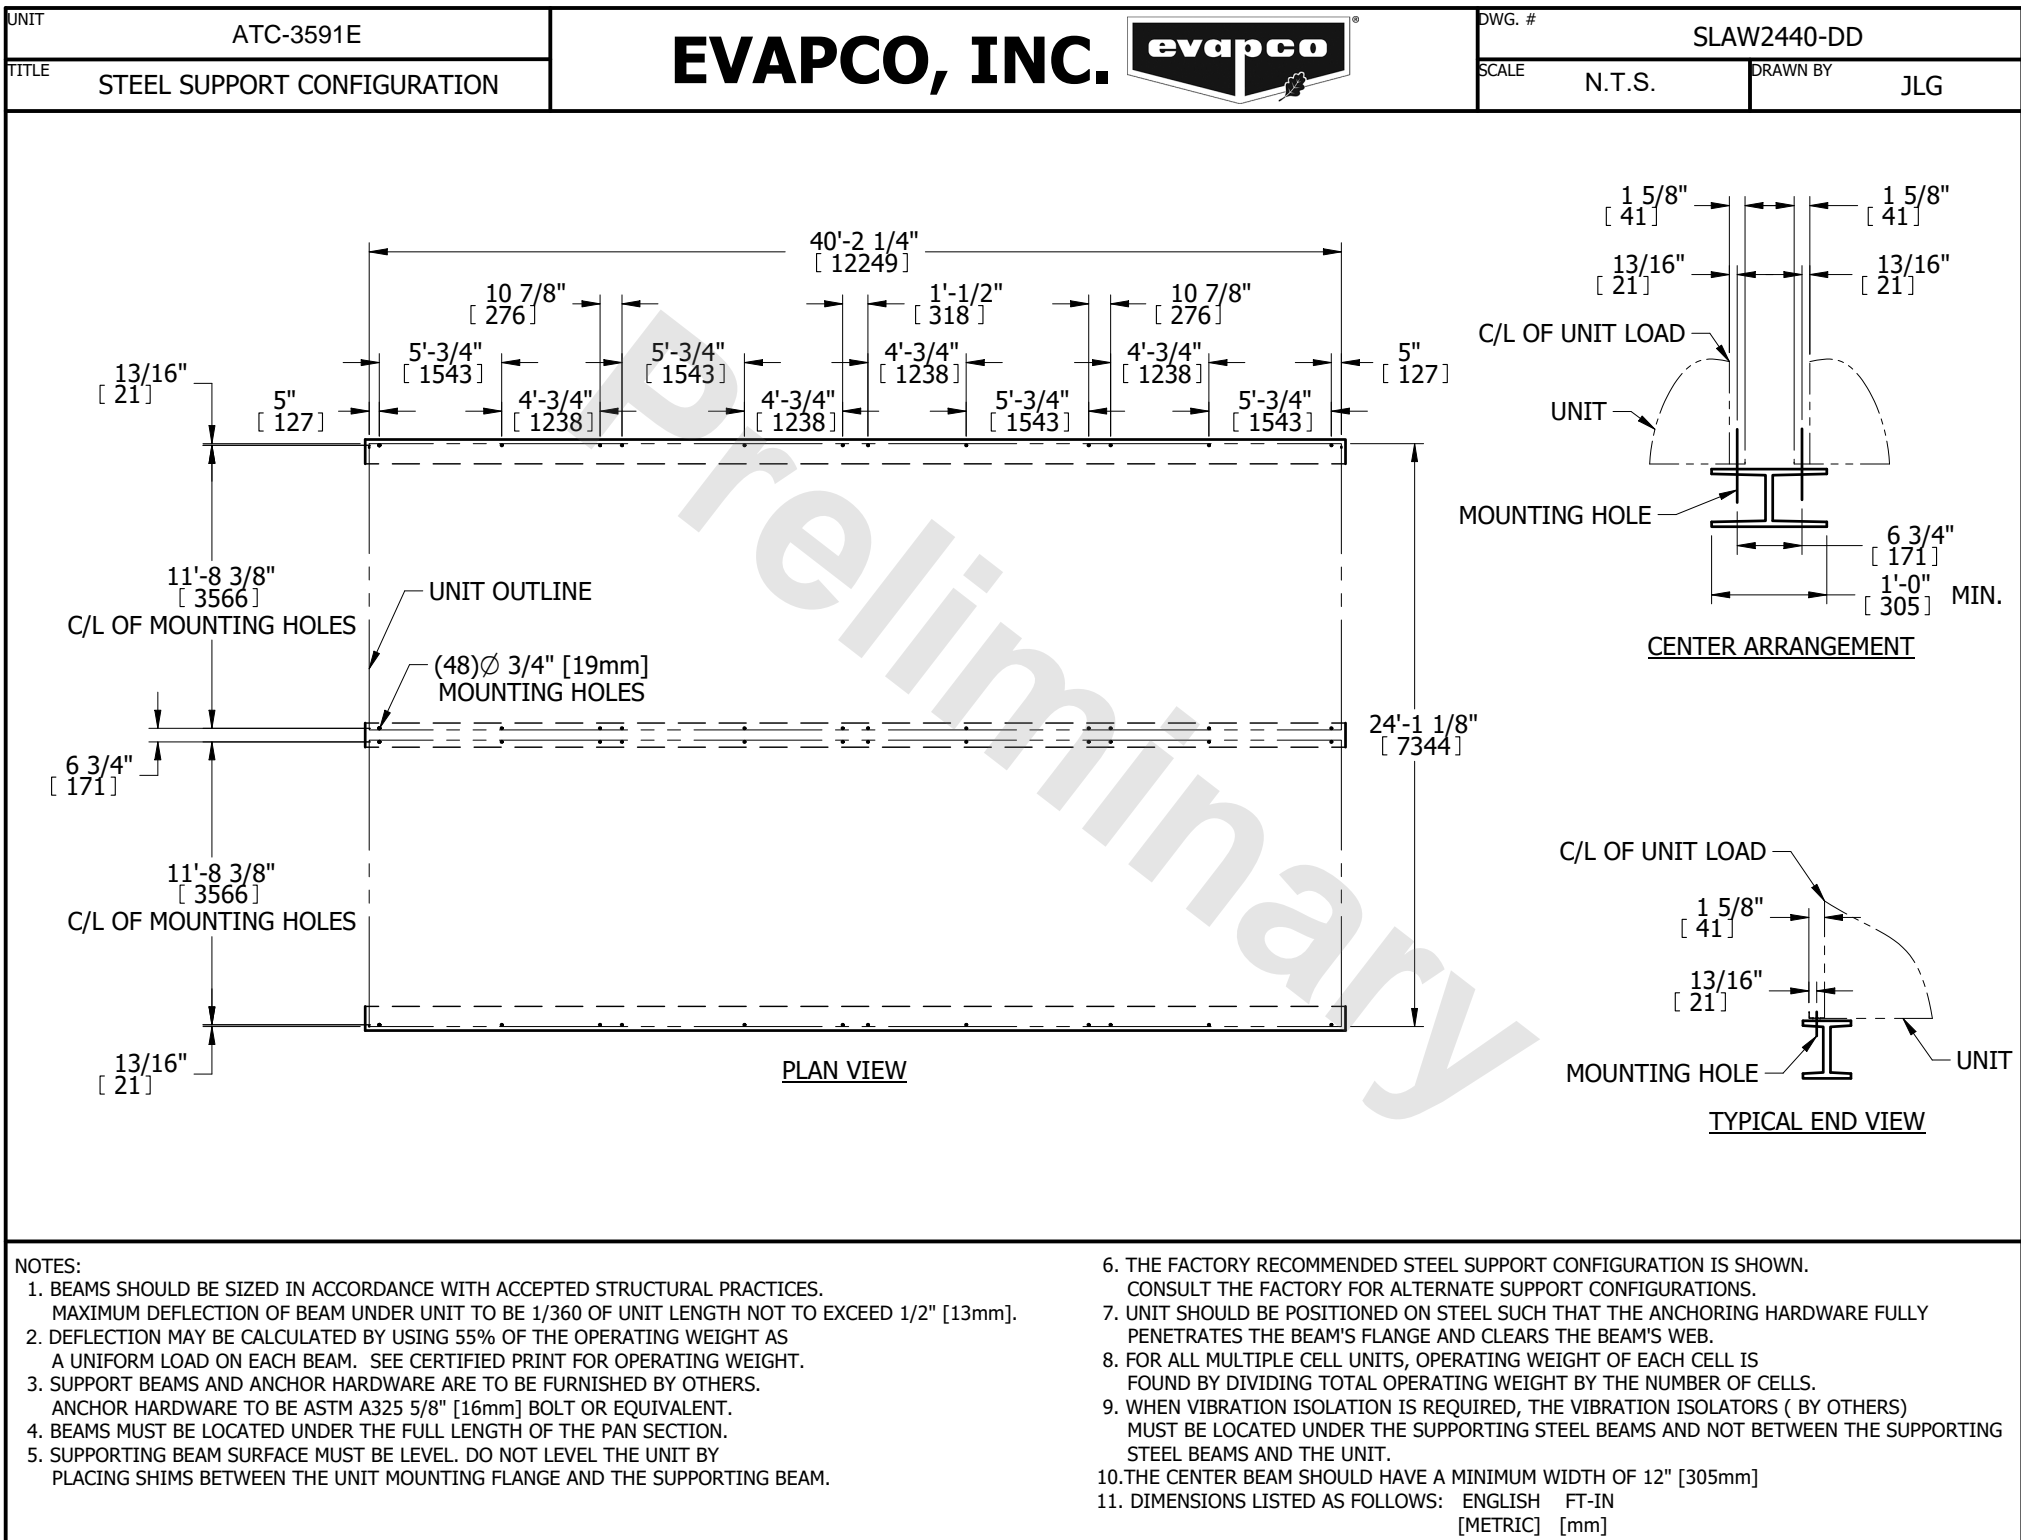 UNIT
ATC-3591E
TITLE
STEEL SUPPORT CONFIGURATION
EVAPCO, INC.
evapco
®
DWG. #
SLAW2440-DD
SCALE
N.T.S.
DRAWN BY
JLG
40'-2 1/4"
[ 12249]
10 7/8"
[ 276]
1'-1/2"
[ 318 ]
10 7/8"
[ 276]
5'-3/4"
[ 1543]
5'-3/4"
[ 1543]
4'-3/4"
[ 1238]
4'-3/4"
[ 1238]
5"
[ 127]
13/16"
[ 21]
5"
[ 127]
4'-3/4"
[ 1238]
4'-3/4"
[ 1238]
5'-3/4"
[ 1543]
5'-3/4"
[ 1543]
11'-8 3/8"
[ 3566]
C/L OF MOUNTING HOLES
UNIT OUTLINE
(48)∅ 3/4" [19mm]
MOUNTING HOLES
6 3/4"
[ 171]
24'-1 1/8"
[ 7344]
11'-8 3/8"
[ 3566]
C/L OF MOUNTING HOLES
13/16"
[ 21]
PLAN VIEW
Preliminary
1 5/8"
[ 41]
1 5/8"
[ 41]
13/16"
[ 21]
13/16"
[ 21]
C/L OF UNIT LOAD
UNIT
MOUNTING HOLE
6 3/4"
[ 171]
1'-0"
[ 305]
MIN.
CENTER ARRANGEMENT
C/L OF UNIT LOAD
1 5/8"
[ 41]
13/16"
[ 21]
MOUNTING HOLE
UNIT
TYPICAL END VIEW
NOTES:
1. BEAMS SHOULD BE SIZED IN ACCORDANCE WITH ACCEPTED STRUCTURAL PRACTICES.
MAXIMUM DEFLECTION OF BEAM UNDER UNIT TO BE 1/360 OF UNIT LENGTH NOT TO EXCEED 1/2" [13mm].
2. DEFLECTION MAY BE CALCULATED BY USING 55% OF THE OPERATING WEIGHT AS
A UNIFORM LOAD ON EACH BEAM. SEE CERTIFIED PRINT FOR OPERATING WEIGHT.
3. SUPPORT BEAMS AND ANCHOR HARDWARE ARE TO BE FURNISHED BY OTHERS.
ANCHOR HARDWARE TO BE ASTM A325 5/8" [16mm] BOLT OR EQUIVALENT.
4. BEAMS MUST BE LOCATED UNDER THE FULL LENGTH OF THE PAN SECTION.
5. SUPPORTING BEAM SURFACE MUST BE LEVEL. DO NOT LEVEL THE UNIT BY
PLACING SHIMS BETWEEN THE UNIT MOUNTING FLANGE AND THE SUPPORTING BEAM.
6. THE FACTORY RECOMMENDED STEEL SUPPORT CONFIGURATION IS SHOWN.
CONSULT THE FACTORY FOR ALTERNATE SUPPORT CONFIGURATIONS.
7. UNIT SHOULD BE POSITIONED ON STEEL SUCH THAT THE ANCHORING HARDWARE FULLY
PENETRATES THE BEAM'S FLANGE AND CLEARS THE BEAM'S WEB.
8. FOR ALL MULTIPLE CELL UNITS, OPERATING WEIGHT OF EACH CELL IS
FOUND BY DIVIDING TOTAL OPERATING WEIGHT BY THE NUMBER OF CELLS.
9. WHEN VIBRATION ISOLATION IS REQUIRED, THE VIBRATION ISOLATORS ( BY OTHERS)
MUST BE LOCATED UNDER THE SUPPORTING STEEL BEAMS AND NOT BETWEEN THE SUPPORTING
STEEL BEAMS AND THE UNIT.
10.THE CENTER BEAM SHOULD HAVE A MINIMUM WIDTH OF 12" [305mm]
11. DIMENSIONS LISTED AS FOLLOWS: ENGLISH FT-IN
[METRIC] [mm]